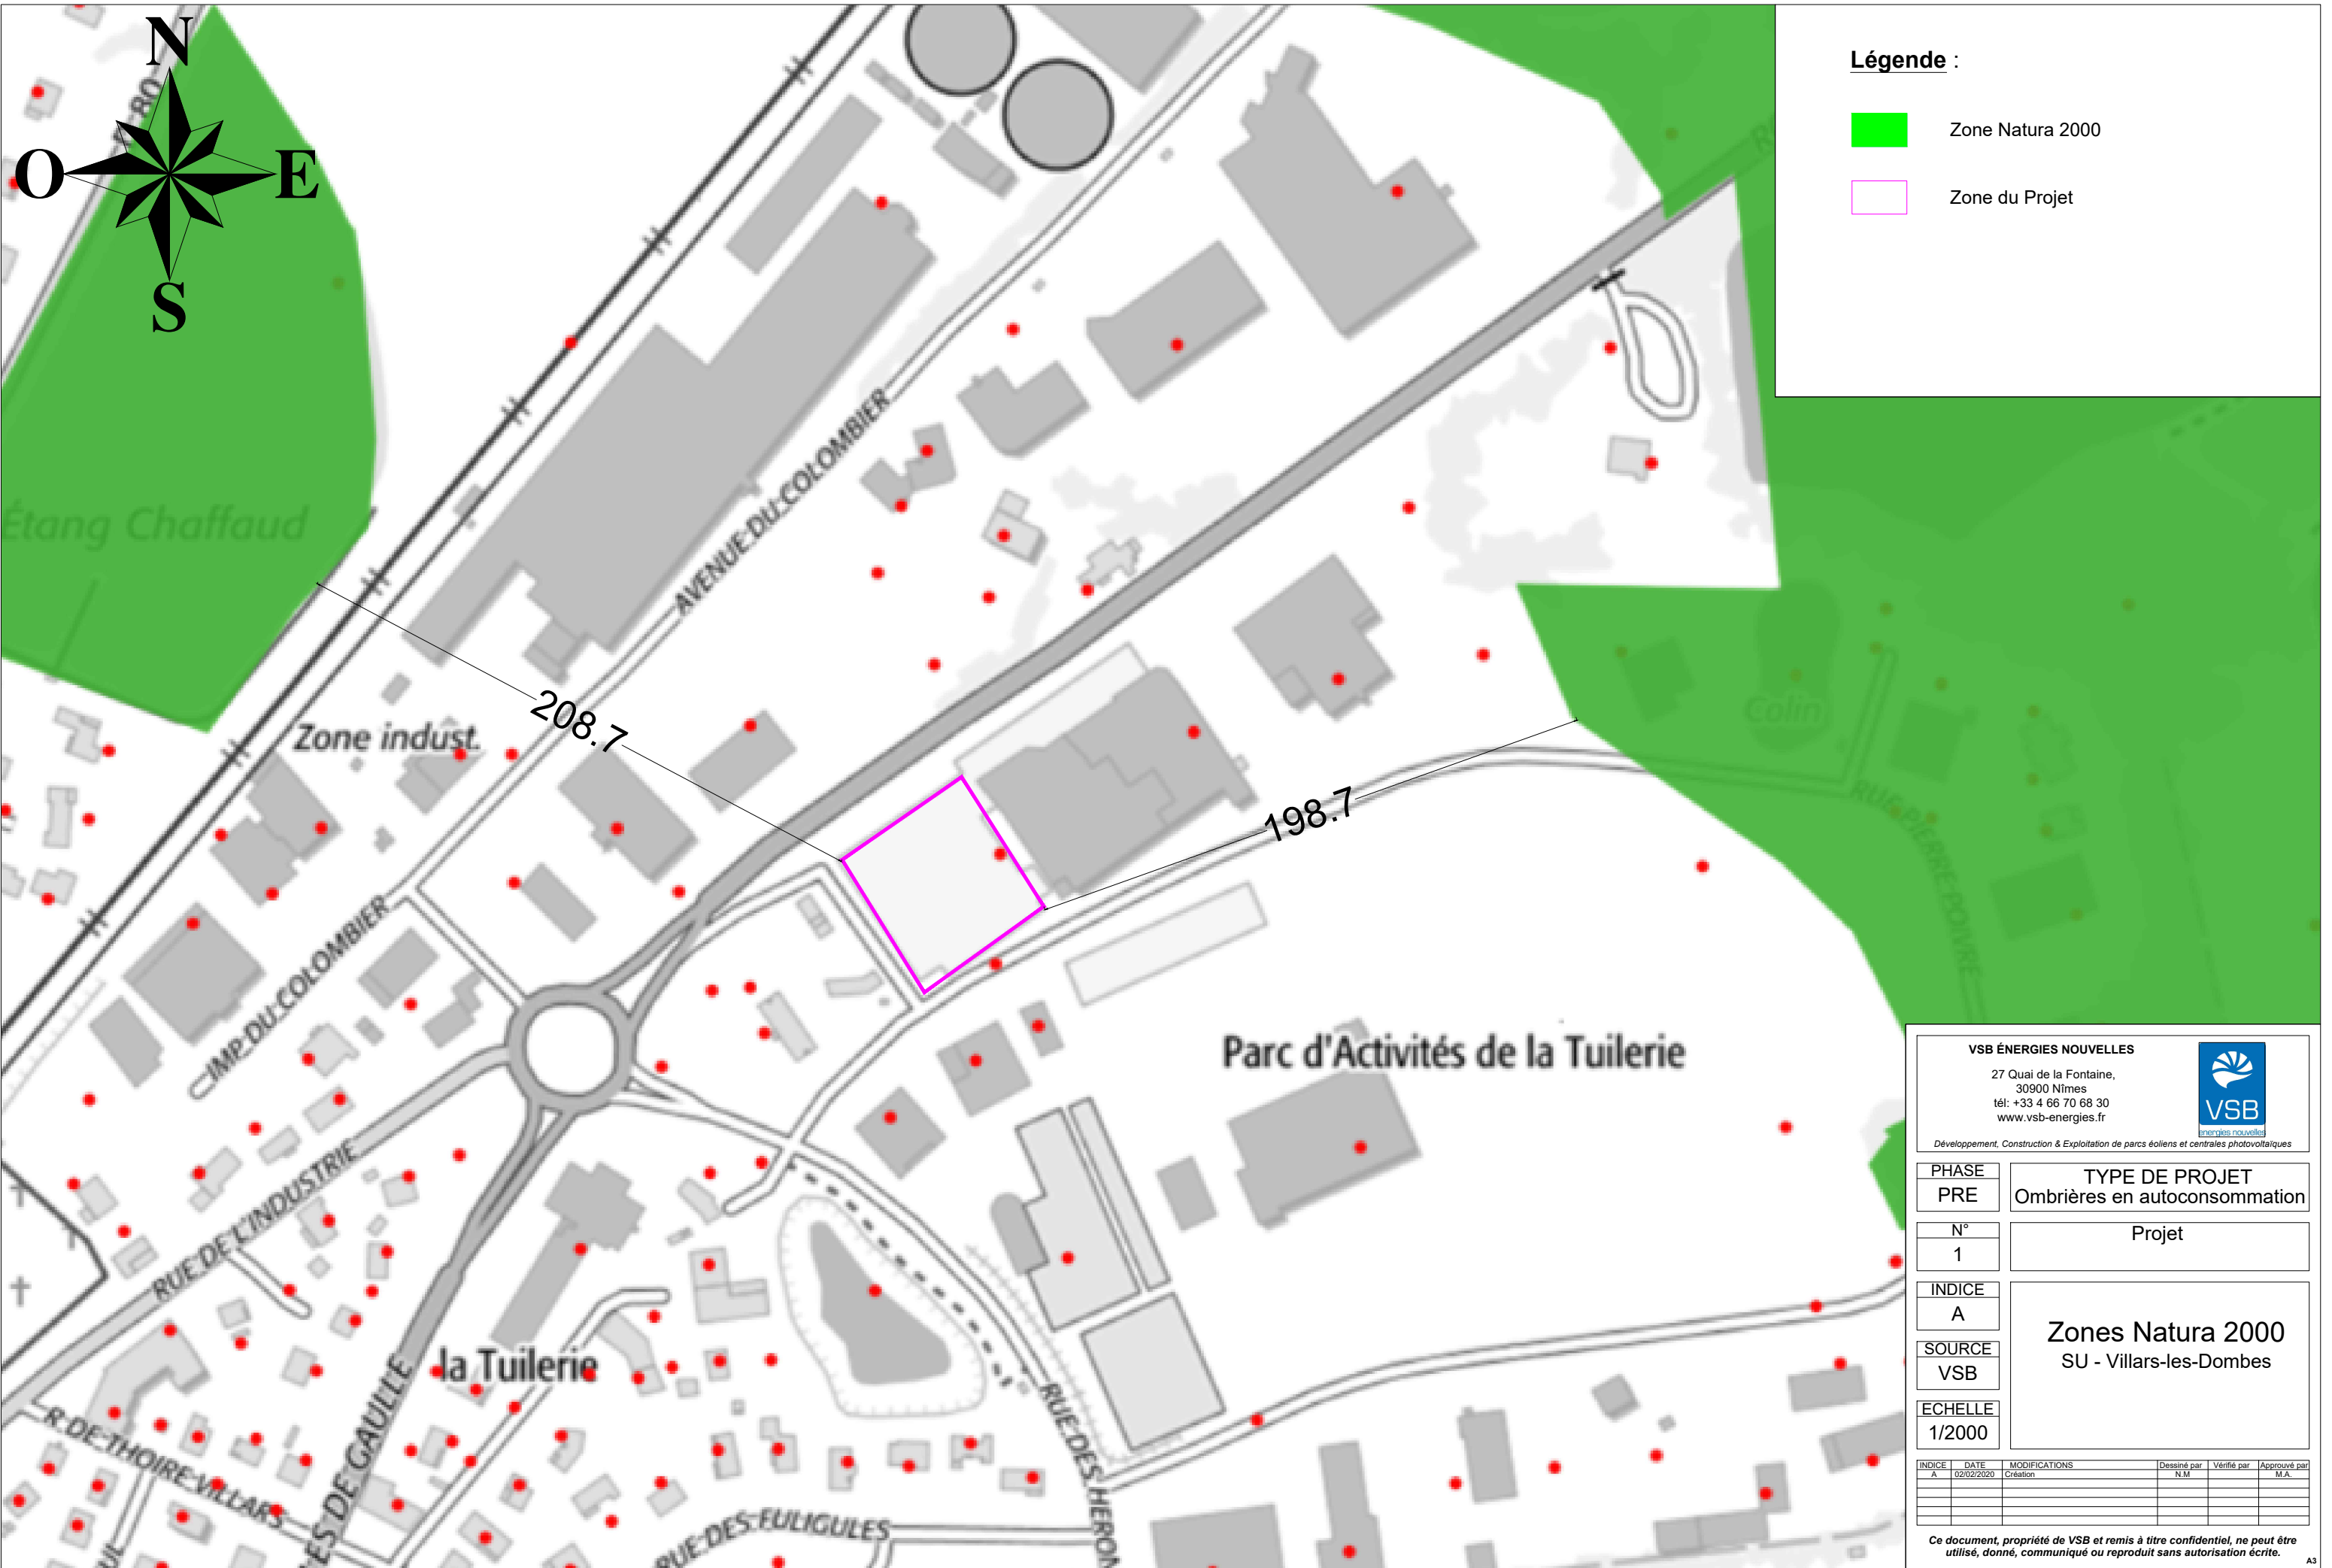 N
O
E
S
Légende :
Zone Natura 2000
Zone du Projet
Étang Chaffaud
AVENUE DU COLOMBIER
208.7
Zone indust.
198.7
Colin
RUE PIERRE POIVRE
IMP DU COLOMBIER
Parc d'Activités de la Tuilerie
RUE DE L'INDUSTRIE
la Tuilerie
R. DE THOIRE-VILLARS
ES DE GAULLE
RUE DES FULIGULES
RUE DES HERON
VSB ÉNERGIES NOUVELLES
27 Quai de la Fontaine,
30900 Nîmes
tél: +33 4 66 70 68 30
www.vsb-energies.fr
VSB
énergies nouvelles
Développement, Construction & Exploitation de parcs éoliens et centrales photovoltaïques
PHASE
PRE
TYPE DE PROJET
Ombrières en autoconsommation
N°
1
Projet
INDICE
A
SOURCE
VSB
ECHELLE
1/2000
Zones Natura 2000
SU - Villars-les-Dombes
INDICE DATE MODIFICATIONS Dessiné par Vérifié par Approuvé par
A 02/02/2020 Création N.M M.A.
Ce document, propriété de VSB et remis à titre confidentiel, ne peut être
utilisé, donné, communiqué ou reproduit sans autorisation écrite.
A3